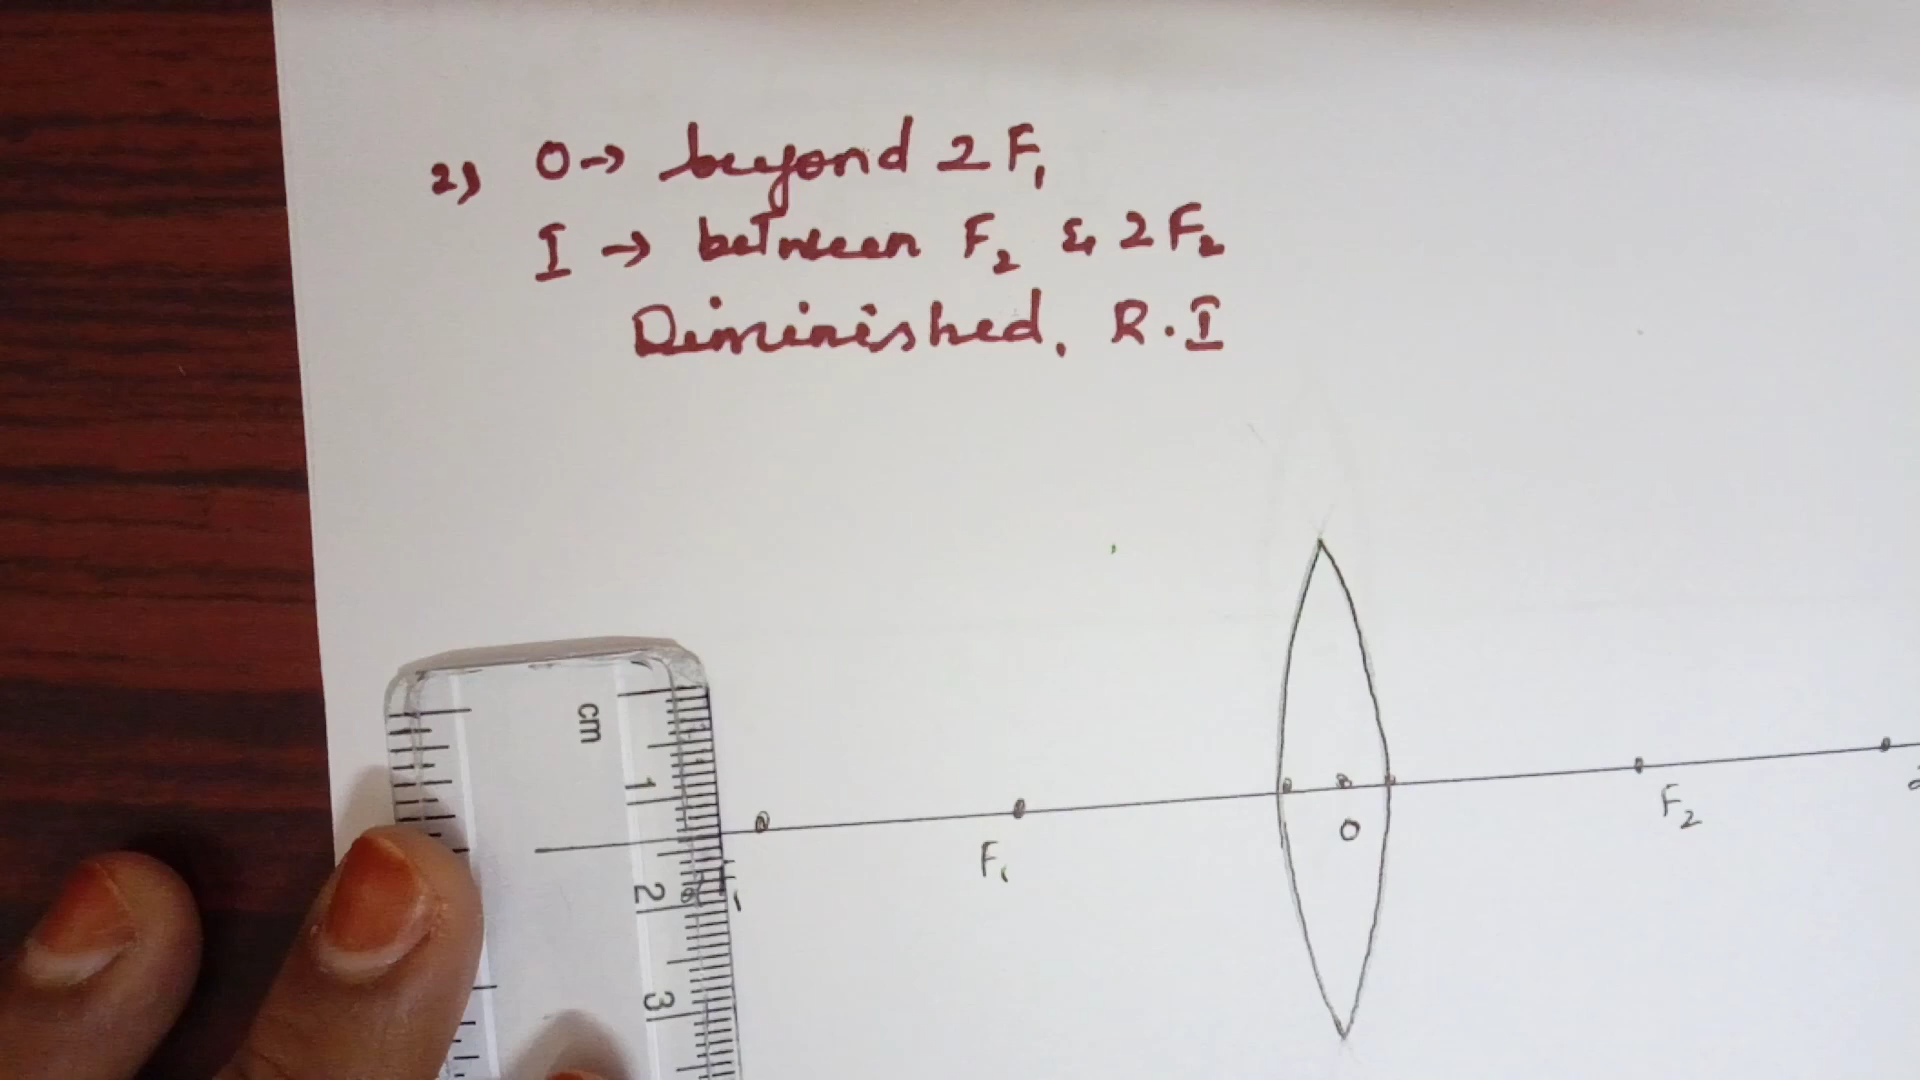 2) O→ beyond 2F₁
I → between F₂ & 2F₂
Diminished. R.I
cm
1
2
3
F₁
O
F₂